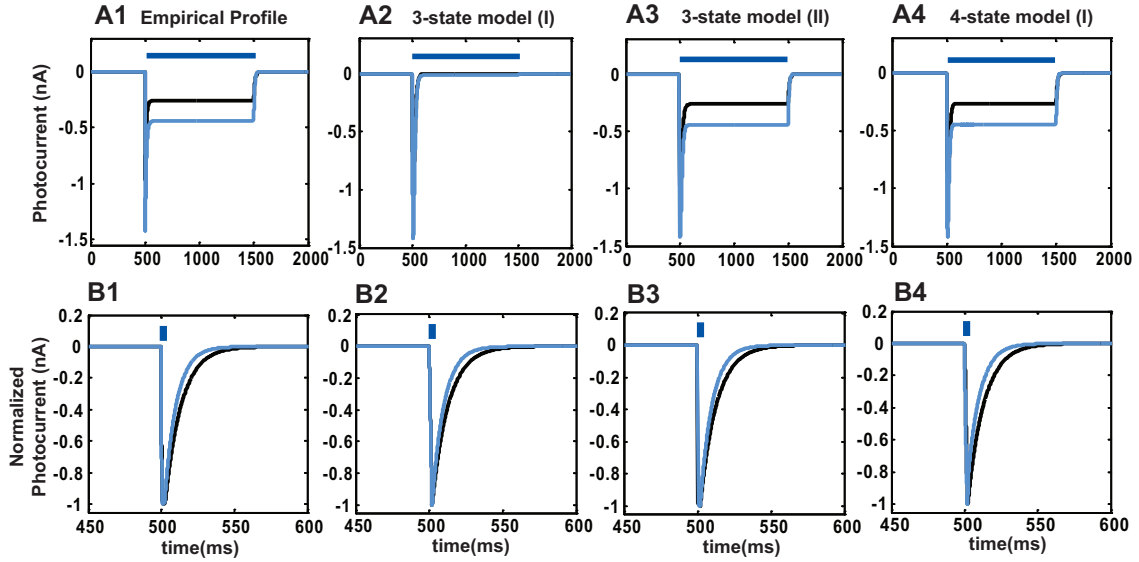 A1 Empirical Profile
A2 3-state model (I)
A3 3-state model (II)
A4 4-state model (I)
Photocurrent (nA)
0
-0.5
-1
-1.5
0 500 1000 1500 2000
0
-0.5
-1
-1.5
0 500 1000 1500 2000
0
-0.5
-1
-1.5
0 500 1000 1500 2000
0
-0.5
-1
-1.5
0 500 1000 1500 2000
B1
B2
B3
B4
Normalized
Photocurrent (nA)
0.2
0
-0.2
-0.4
-0.6
-0.8
-1
450 500 550 600
time(ms)
0.2
0
-0.2
-0.4
-0.6
-0.8
-1
450 500 550 600
time(ms)
0.2
0
-0.2
-0.4
-0.6
-0.8
-1
450 500 550 600
time(ms)
0.2
0
-0.2
-0.4
-0.6
-0.8
-1
450 500 550 600
time(ms)